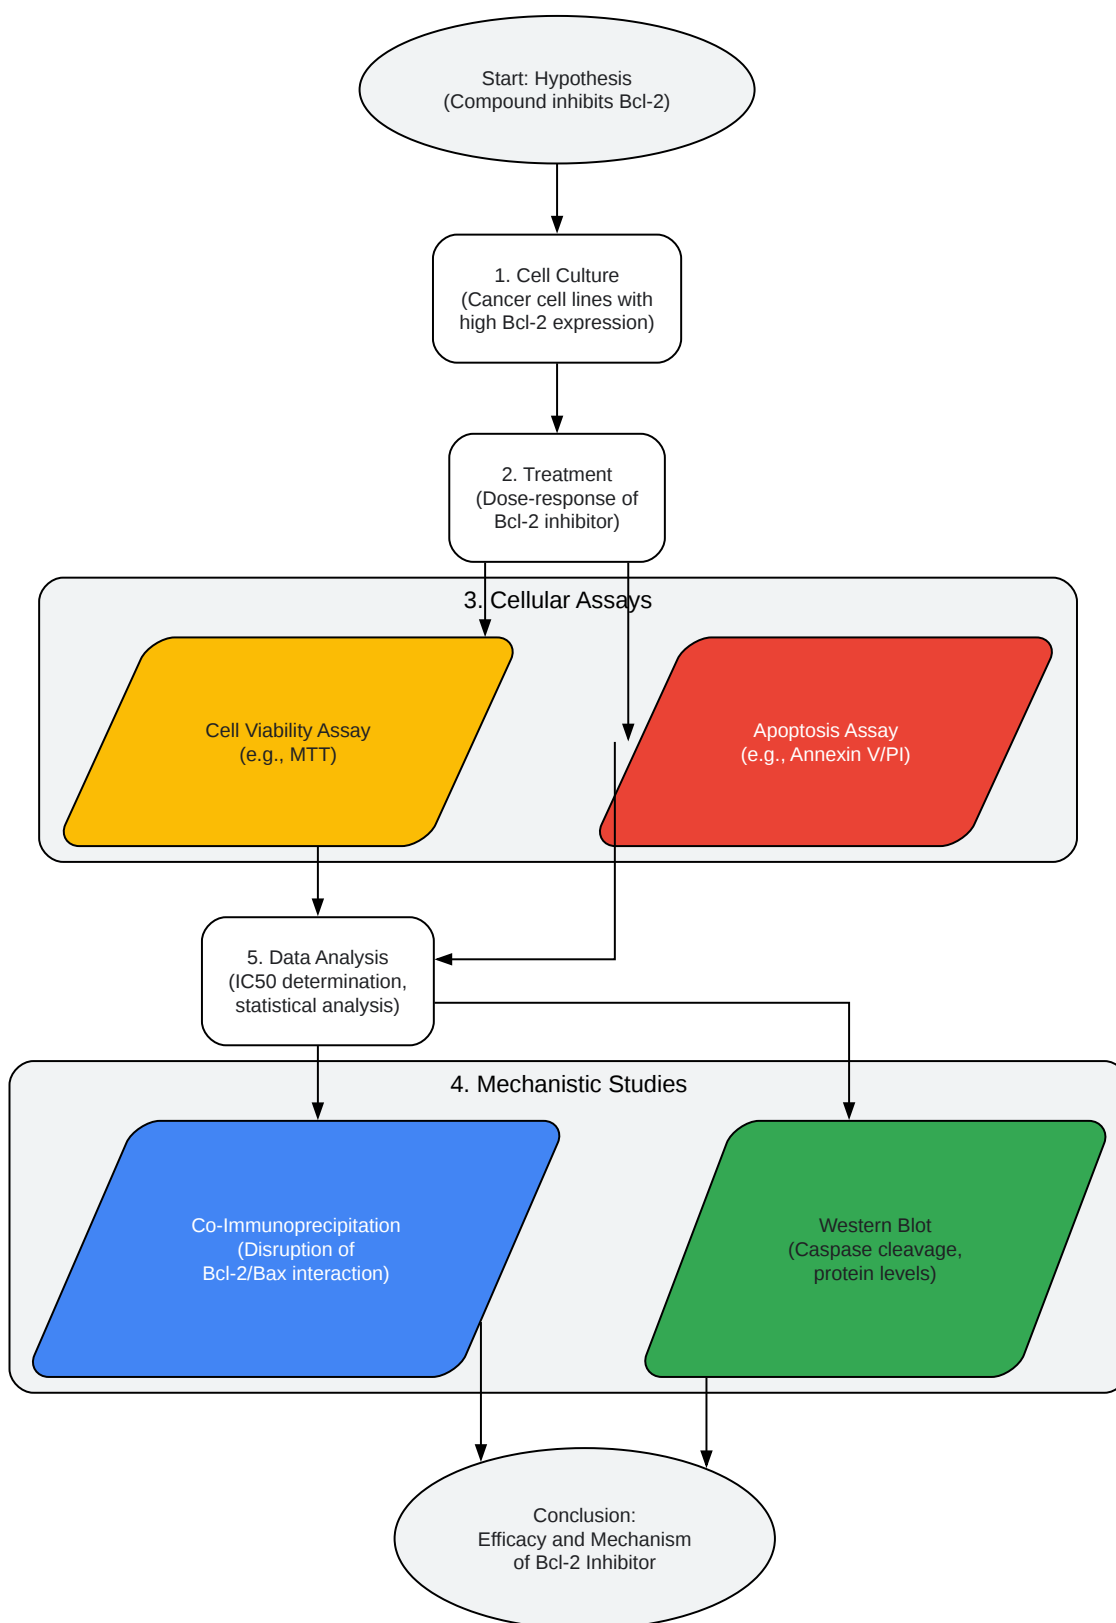 Start: Hypothesis
(Compound inhibits Bcl-2)
1. Cell Culture
(Cancer cell lines with
high Bcl-2 expression)
2. Treatment
(Dose-response of
Bcl-2 inhibitor)
3. Cellular Assays
Cell Viability Assay
(e.g., MTT)
Apoptosis Assay
(e.g., Annexin V/PI)
5. Data Analysis
(IC50 determination,
statistical analysis)
4. Mechanistic Studies
Co-Immunoprecipitation
(Disruption of
Bcl-2/Bax interaction)
Western Blot
(Caspase cleavage,
protein levels)
Conclusion:
Efficacy and Mechanism
of Bcl-2 Inhibitor